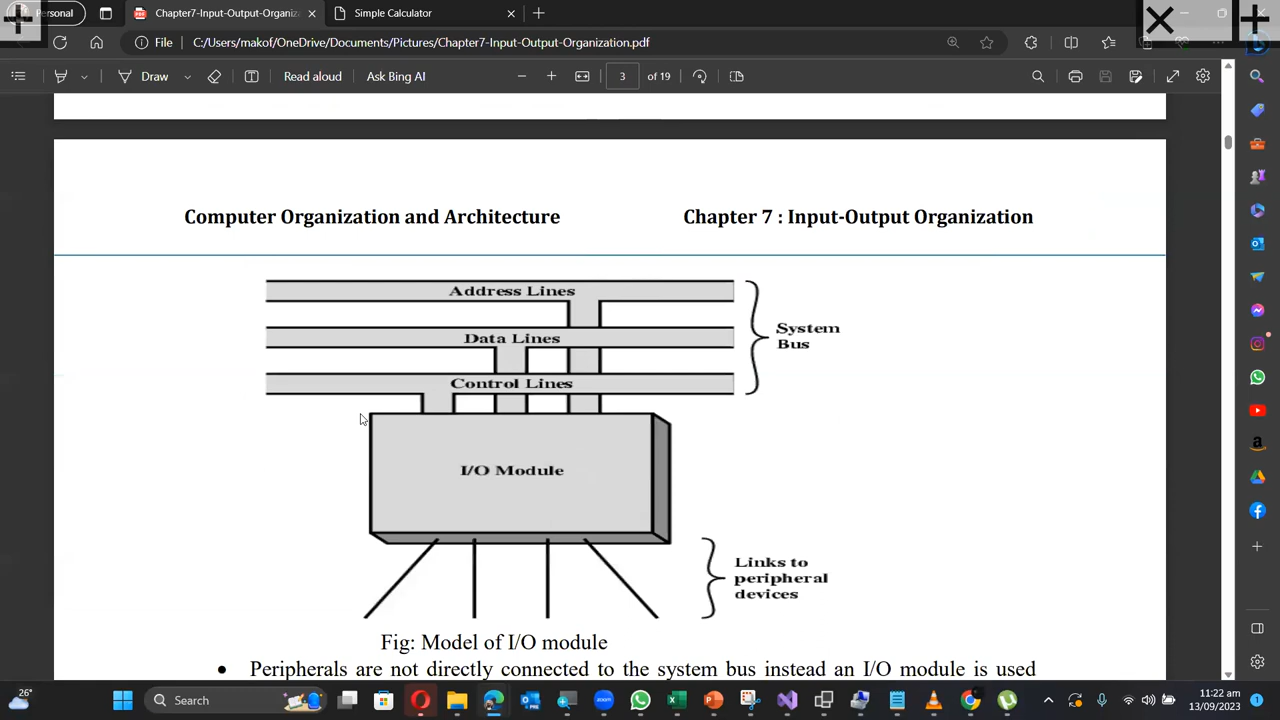 Personal
Chapter7-Input-Output-Organiza
Simple Calculator
File
C:/Users/makof/OneDrive/Documents/Pictures/Chapter7-Input-Output-Organization.pdf
Draw
Read aloud
Ask Bing AI
3
of 19
Computer Organization and Architecture
Chapter 7 : Input-Output Organization
Address Lines
Data Lines
Control Lines
System
Bus
I/O Module
Links to
peripheral
devices
Fig: Model of I/O module
• Peripherals are not directly connected to the system bus instead an I/O module is used
26°
Search
11:22 am
13/09/2023